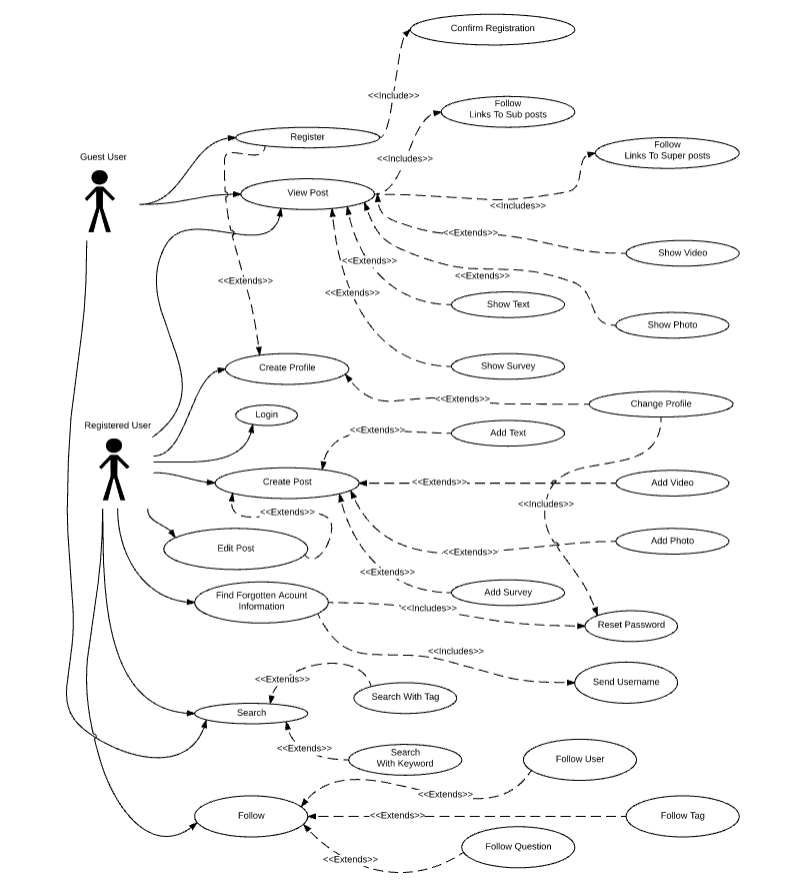 Confirm Registration
<<Include>>
Follow
Links To Sub posts
Register
Follow
Links To Super posts
Guest User
<<Includes>>
View Post
<<Includes>>
<<Extends>>
Show Video
<<Extends>>
<<Extends>>
<<Extends>>
<<Extends>>
Show Text
Show Photo
Create Profile
Show Survey
<<Extends>>
Change Profile
Login
Registered User
<<Extends>>
Add Text
Create Post
<<Extends>>
Add Video
<<Includes>>
<<Extends>>
Edit Post
<<Extends>>
Add Photo
<<Extends>>
Find Forgotten Acount
Information
Add Survey
<<Includes>>
Reset Password
<<Includes>>
<<Extends>>
Send Username
Search With Tag
Search
<<Extends>>
Search
With Keyword
Follow User
<<Extends>>
Follow
<<Extends>>
Follow Tag
Follow Question
<<Extends>>